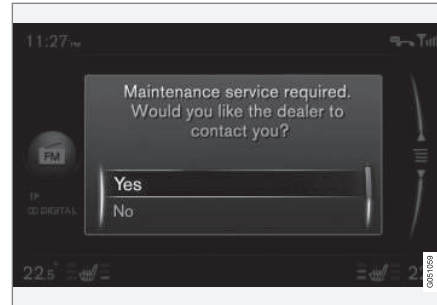 11:27
Maintenance service required.
Would you like the dealer to
contact you?
FM
Yes
No
TP
DIGITAL
22.5°
G051059